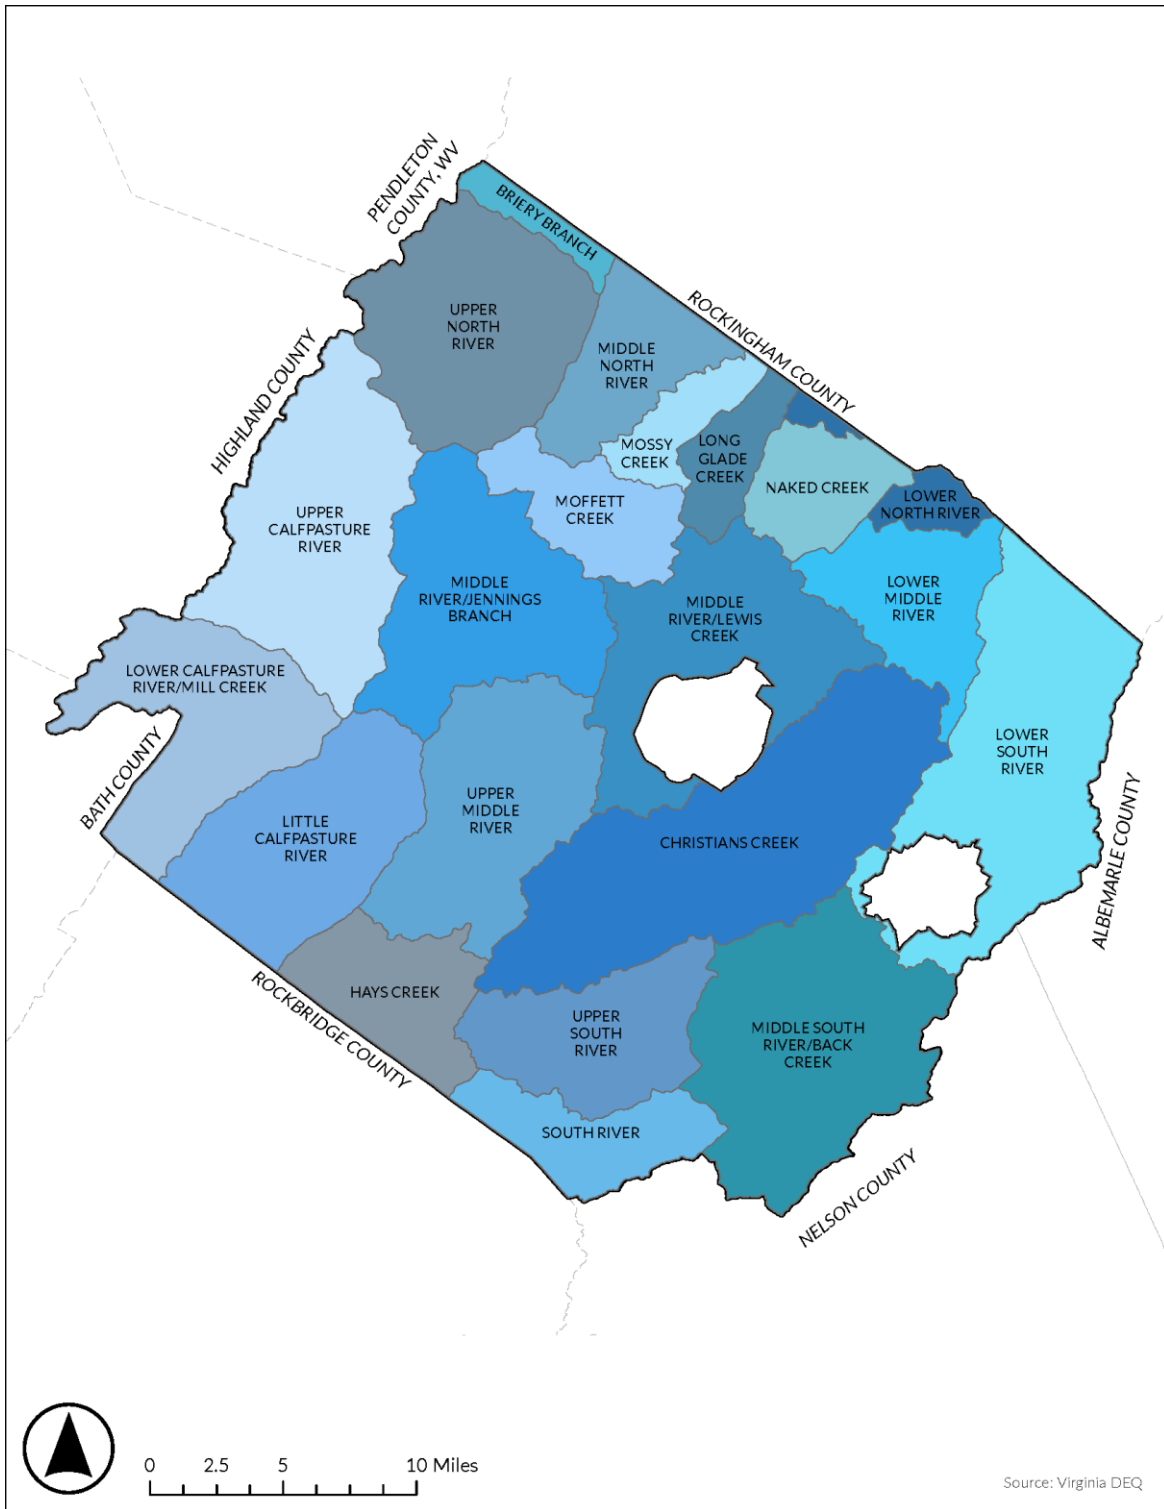 PENDLETON
COUNTY, WV
BRIERY BRANCH
UPPER
NORTH
RIVER
ROCKINGHAM COUNTY
MIDDLE
NORTH
RIVER
HIGHLAND COUNTY
MOSSY
CREEK
LONG
GLADE
CREEK
NAKED CREEK
LOWER
NORTH RIVER
MOFFETT
CREEK
UPPER
CALFPASTURE
RIVER
MIDDLE
RIVER/JENNINGS
BRANCH
MIDDLE
RIVER/LEWIS
CREEK
LOWER
MIDDLE
RIVER
LOWER CALFPASTURE
RIVER/MILL CREEK
LOWER
SOUTH
RIVER
BATH COUNTY
UPPER
MIDDLE
RIVER
LITTLE
CALFPASTURE
RIVER
CHRISTIANS CREEK
ALBEMARLE COUNTY
HAYS CREEK
ROCKBRIDGE COUNTY
UPPER
SOUTH
RIVER
MIDDLE SOUTH
RIVER/BACK
CREEK
SOUTH RIVER
NELSON COUNTY
0 2.5 5 10 Miles
Source: Virginia DEQ